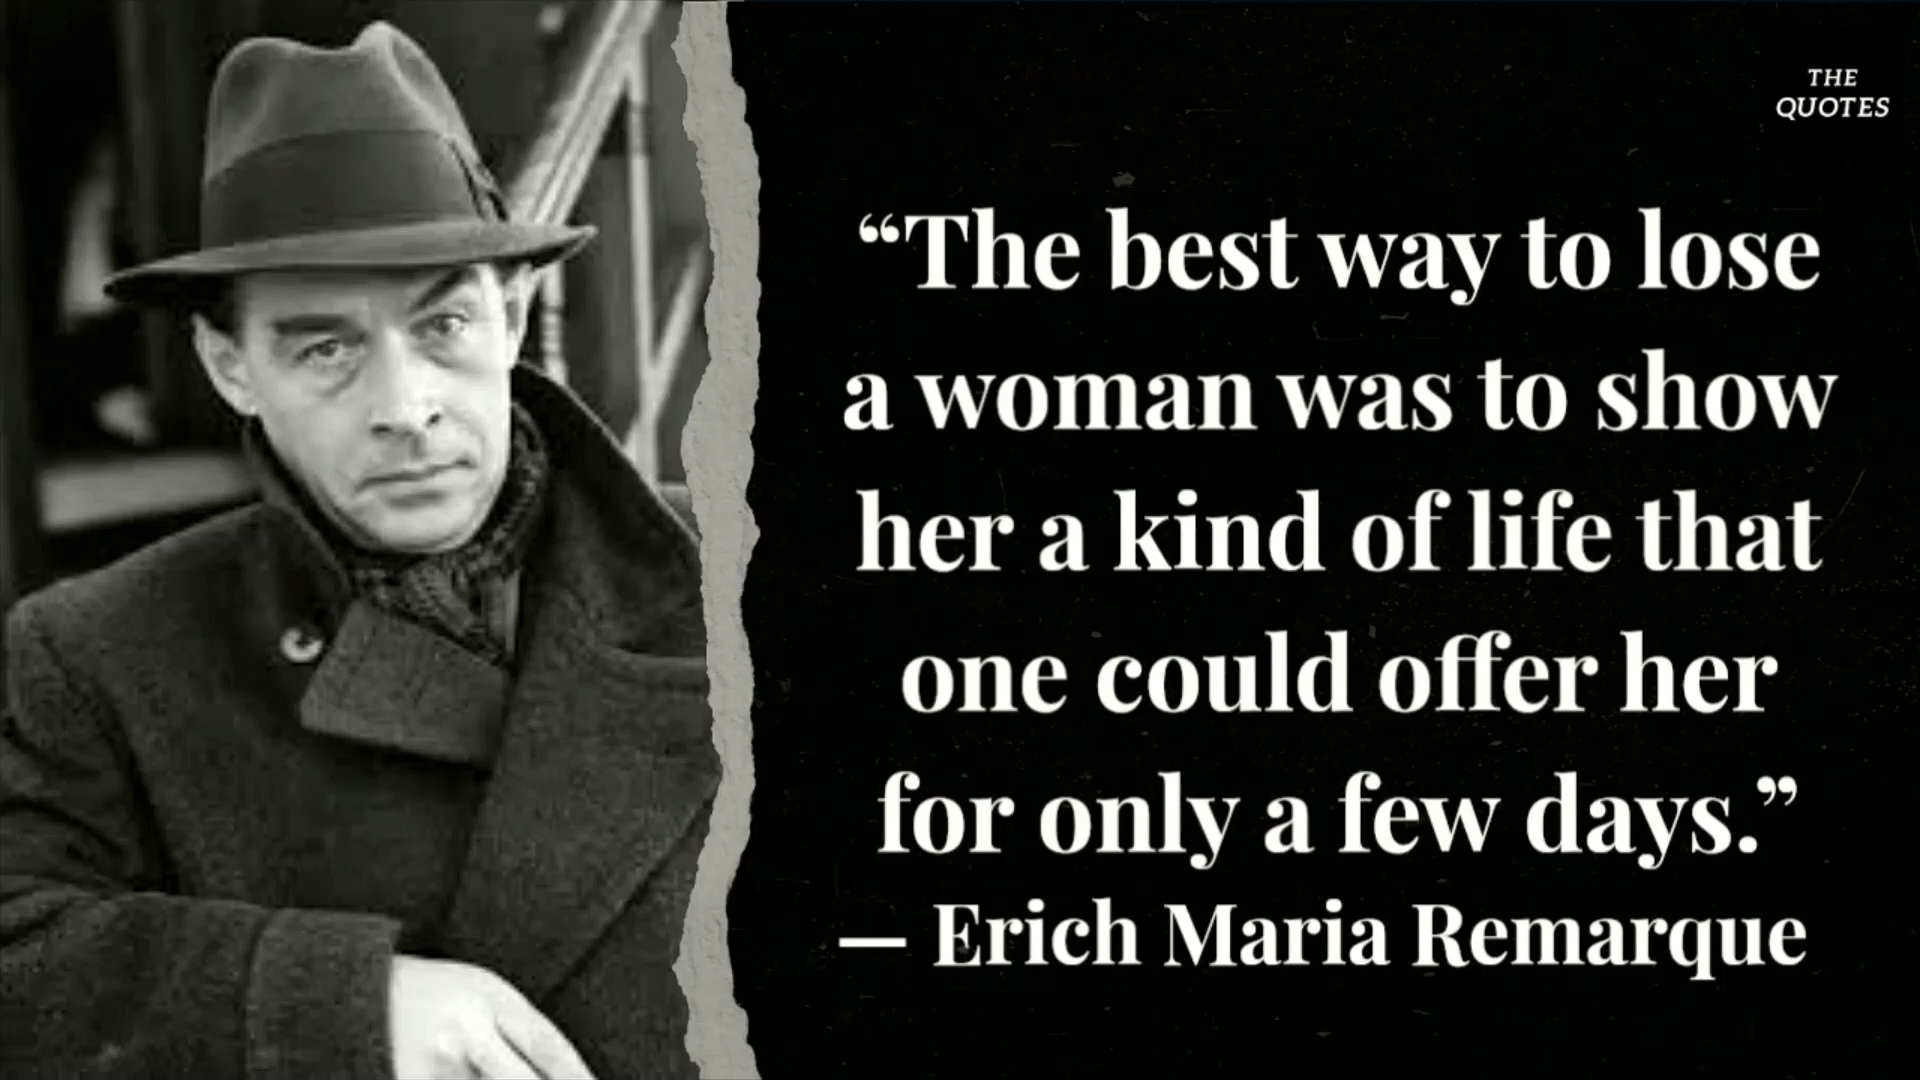 THE
QUOTES
“The best way to lose
a woman was to show
her a kind of life that
one could offer her
for only a few days.”
— Erich Maria Remarque